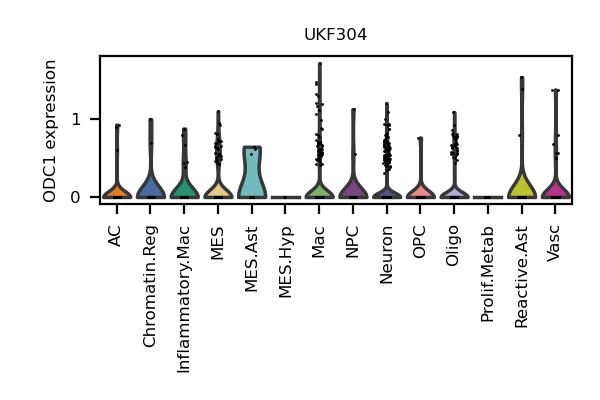 UKF304
ODC1 expression
1
0
AC
Chromatin.Reg
Inflammatory.Mac
MES
MES.Ast
MES.Hyp
Mac
NPC
Neuron
OPC
Oligo
Prolif.Metab
Reactive.Ast
Vasc